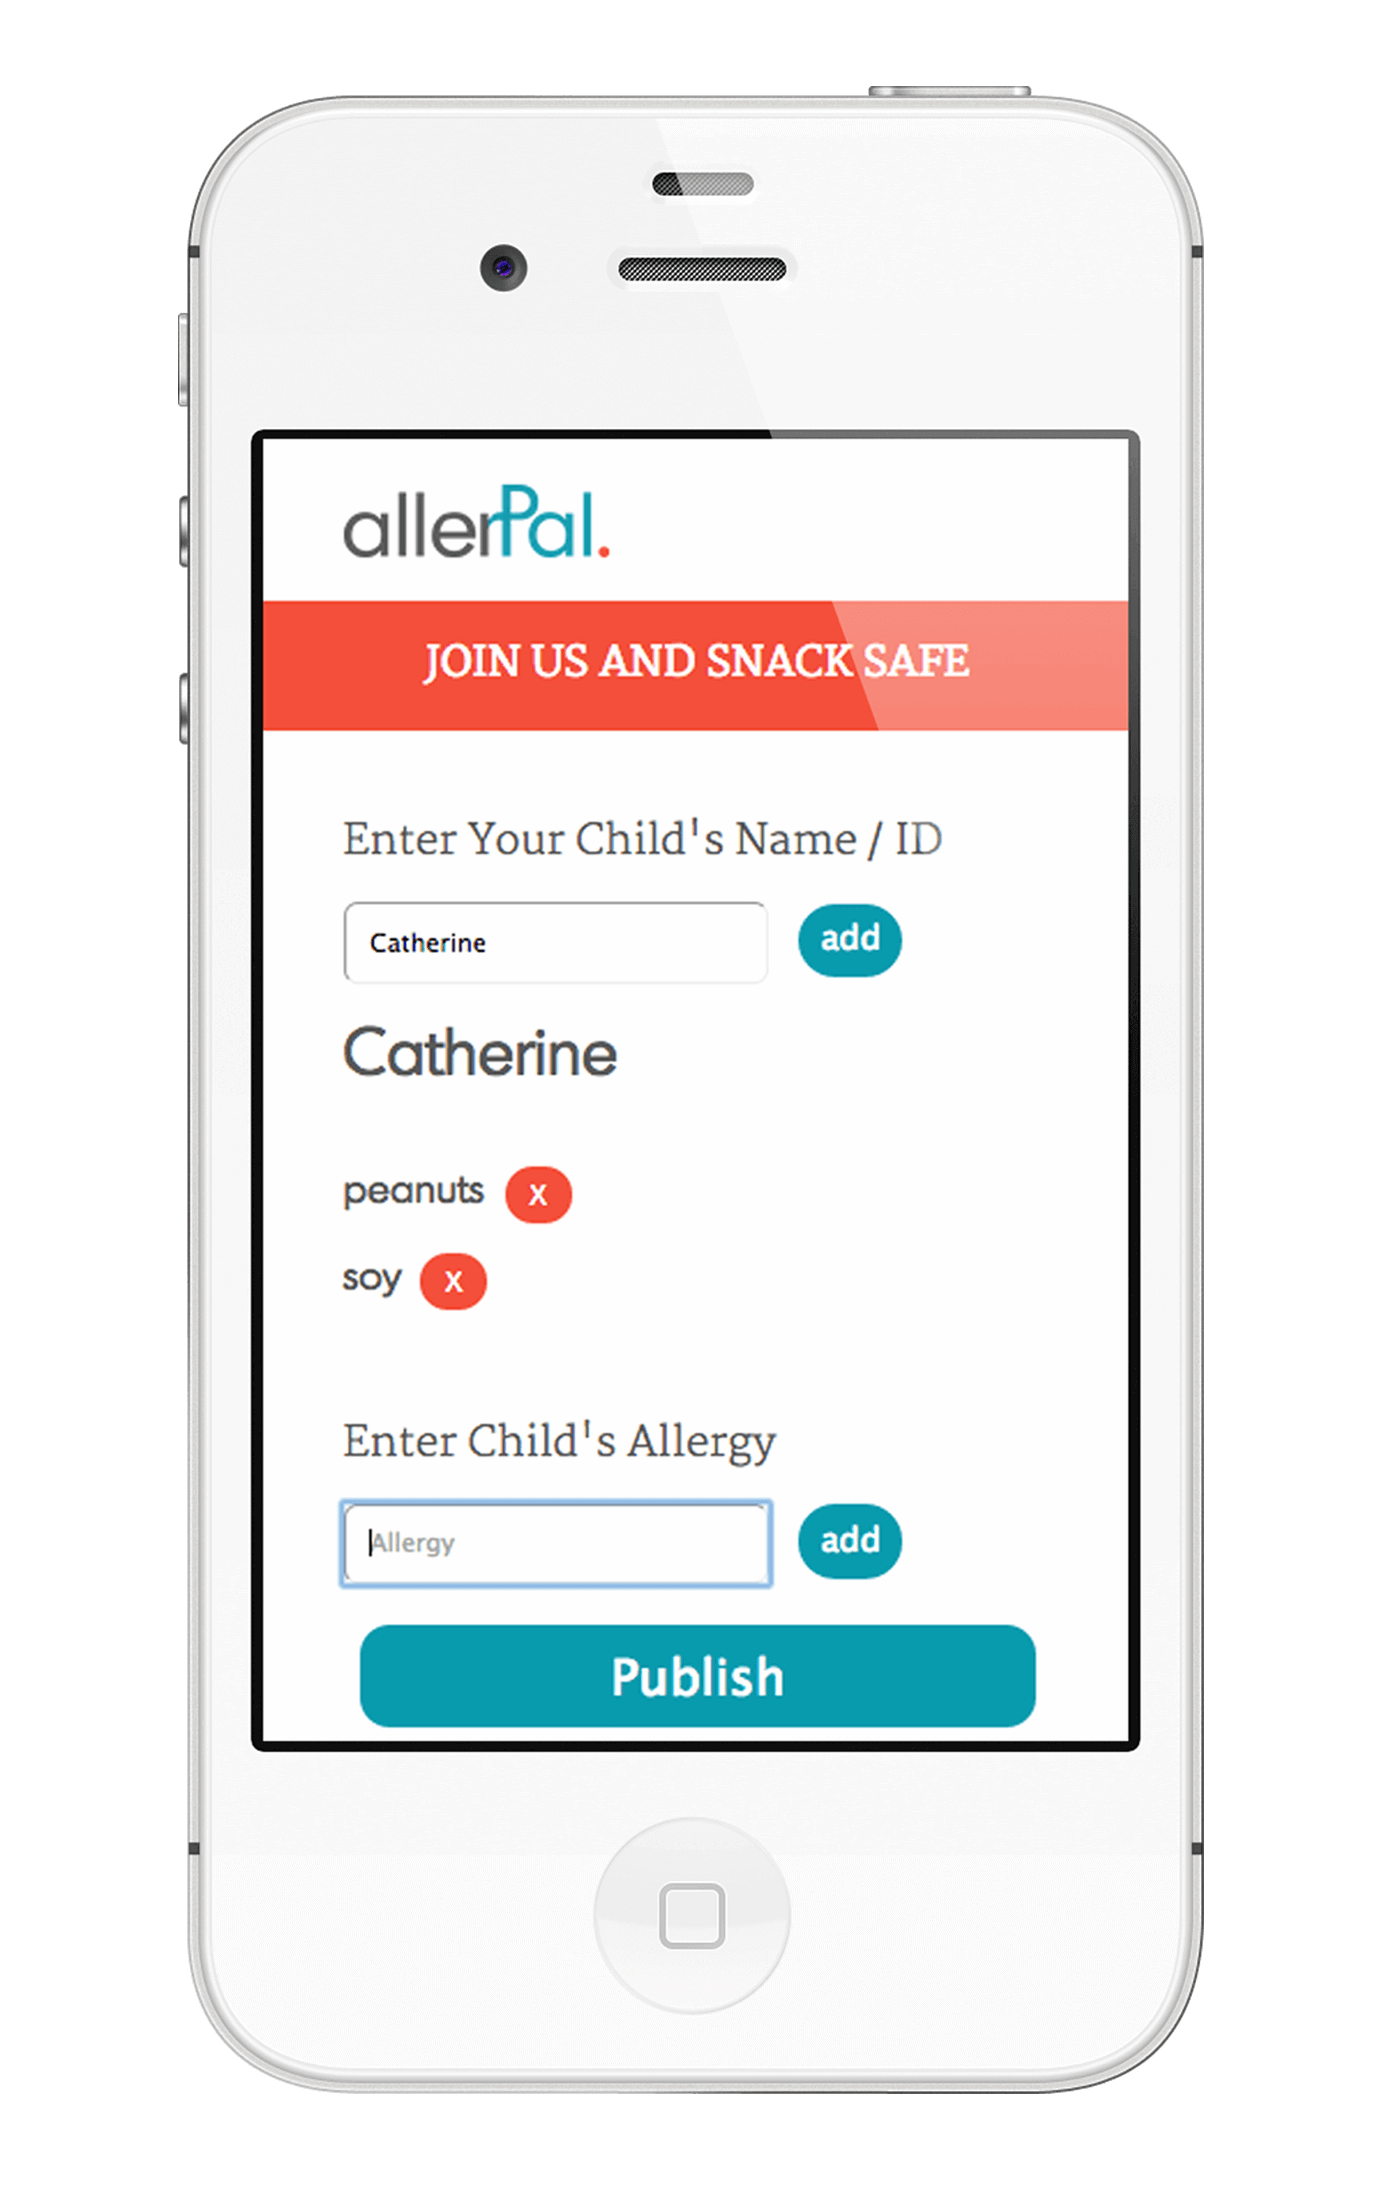 allerPal.
JOIN US AND SNACK SAFE
Enter Your Child's Name / ID
Catherine add
Catherine
peanuts x
soy x
Enter Child's Allergy
Allergy add
Publish